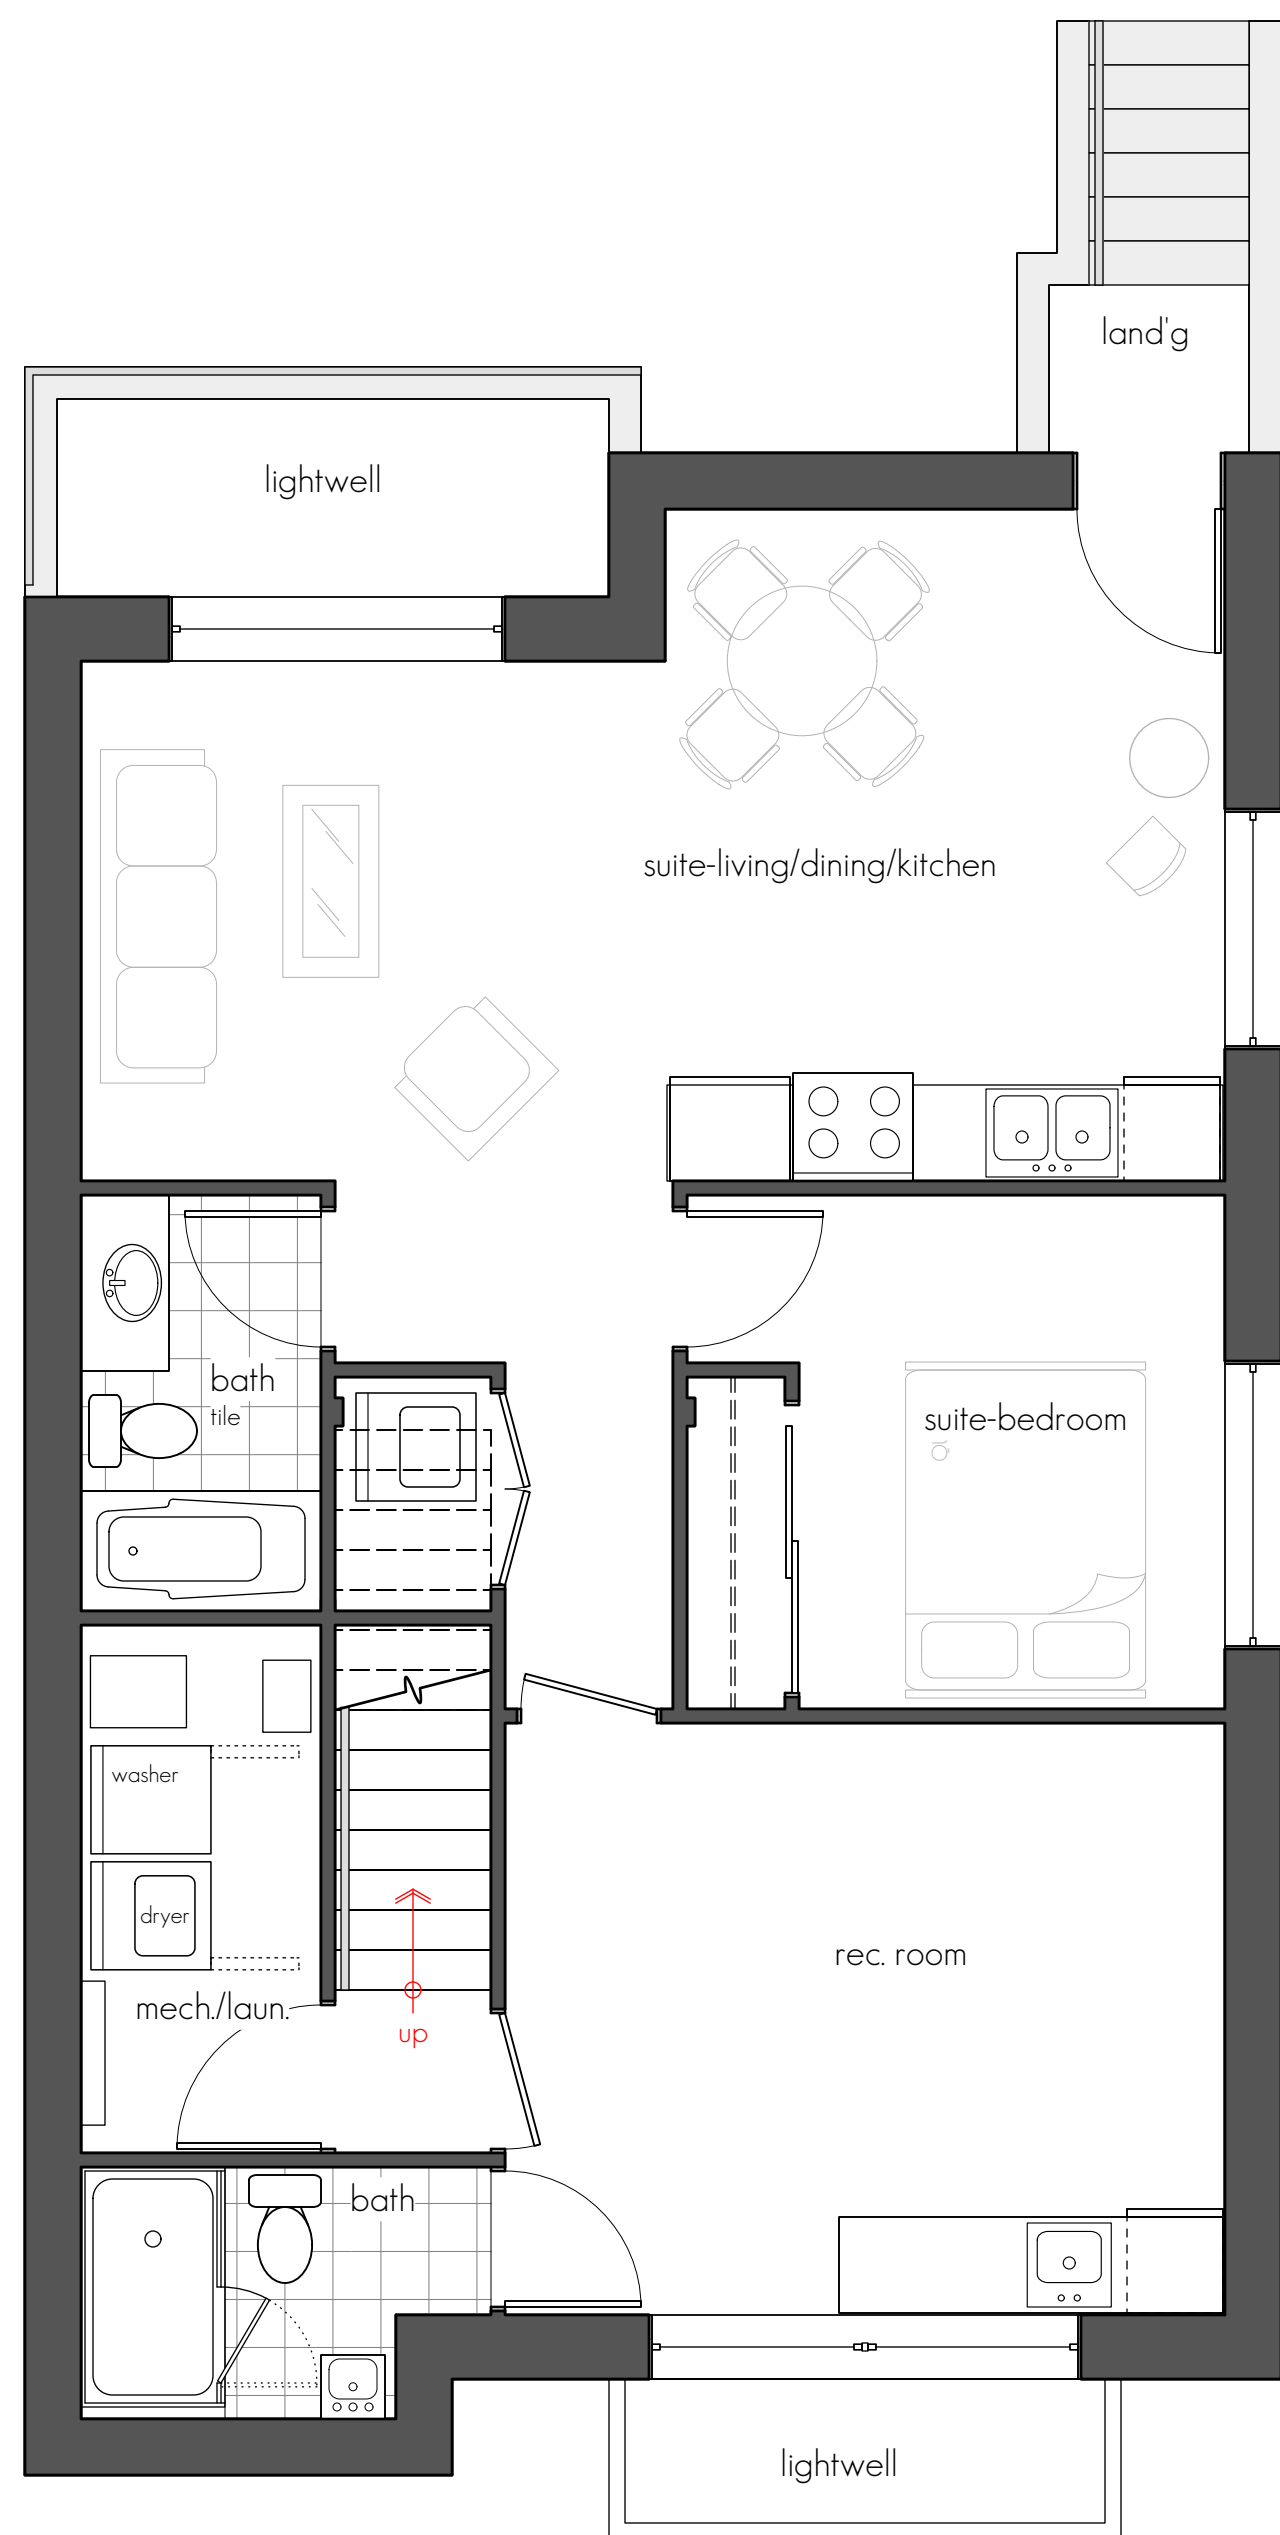 land'g
lightwell
suite-living/dining/kitchen
bath
tile
suite-bedroom
washer
dryer
rec. room
mech./laun.
up
bath
lightwell